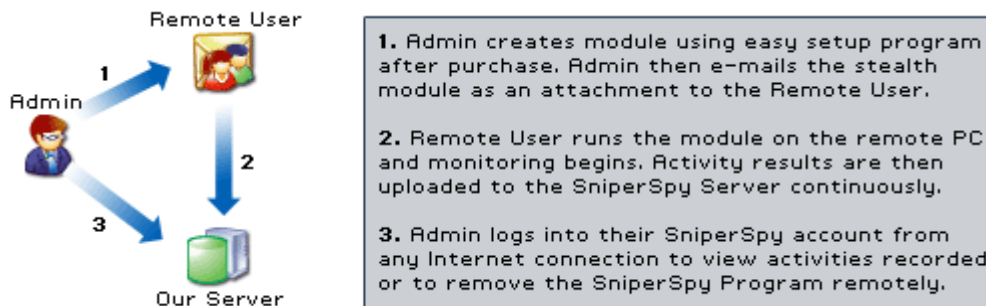 Remote User
1
Admin
2
3
Our Server
1. Admin creates module using easy setup program
after purchase. Admin then e-mails the stealth
module as an attachment to the Remote User.
2. Remote User runs the module on the remote PC
and monitoring begins. Activity results are then
uploaded to the SniperSpy Server continuously.
3. Admin logs into their SniperSpy account from
any Internet connection to view activities recorded
or to remove the SniperSpy Program remotely.